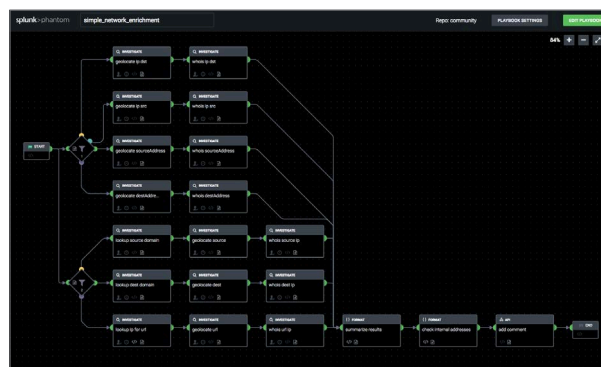 splunk>phantom
simple_network_enrichment
Repo: community
PLAYBOOK SETTINGS
EDIT PLAYBOOK
84%
INVESTIGATE
geolocate ip dst
INVESTIGATE
whois ip dst
INVESTIGATE
geolocate ip src
INVESTIGATE
whois ip src
START
INVESTIGATE
geolocate sourceAddress
INVESTIGATE
whois sourceAddress
INVESTIGATE
geolocate destAddre...
INVESTIGATE
whois destAddress
INVESTIGATE
lookup source domain
INVESTIGATE
geolocate source
INVESTIGATE
whois source ip
INVESTIGATE
lookup dest domain
INVESTIGATE
geolocate dest
INVESTIGATE
whois dest ip
INVESTIGATE
lookup ip for url
INVESTIGATE
geolocate url
INVESTIGATE
whois url ip
FORMAT
summarize results
FORMAT
check internal addresses
API
add comment
END